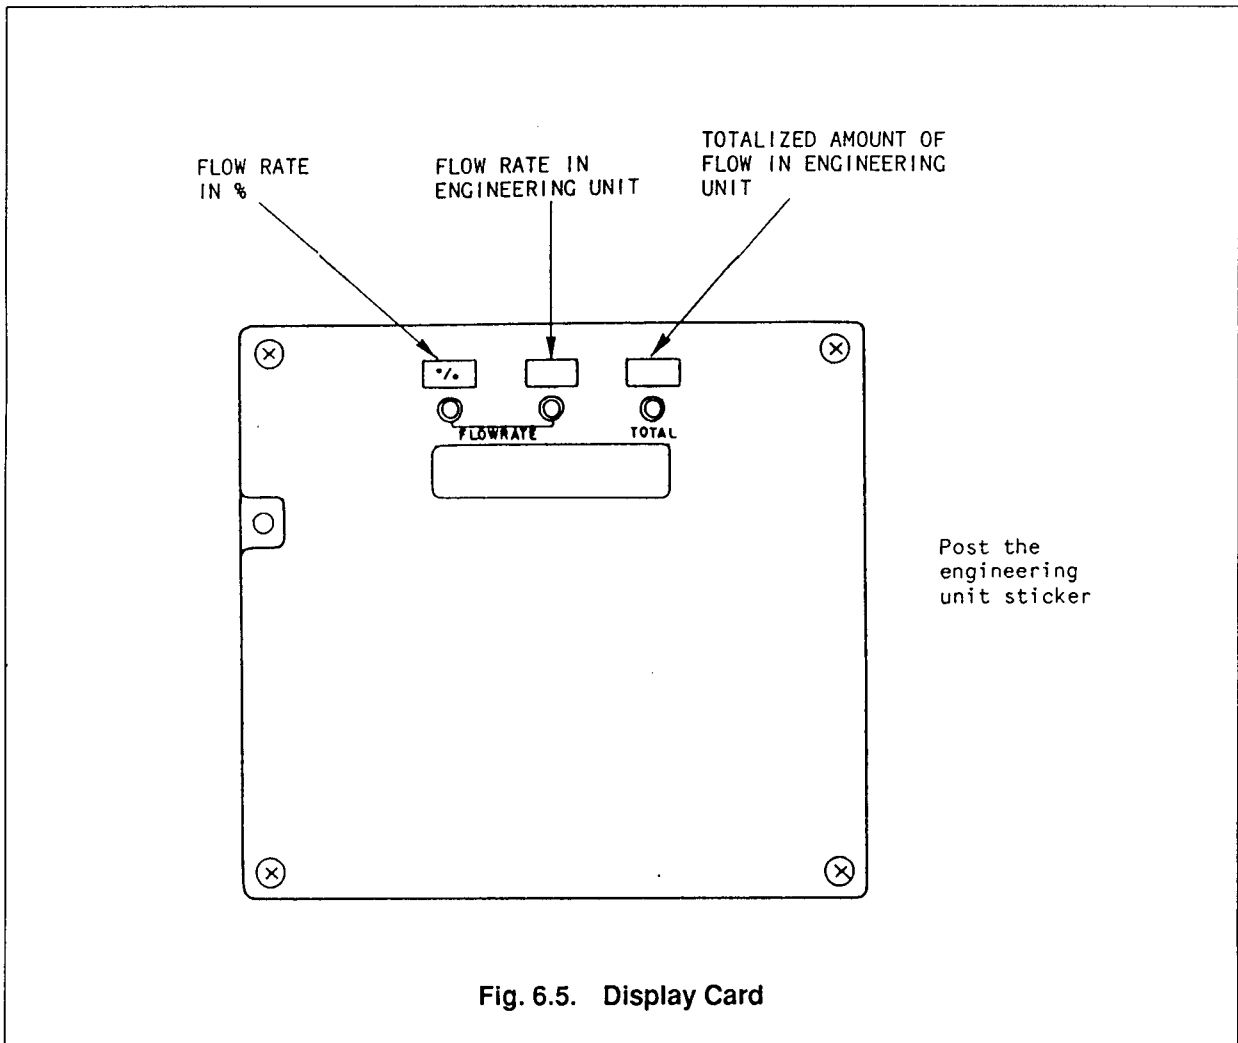 FLOW RATE
IN %
FLOW RATE IN
ENGINEERING UNIT
TOTALIZED AMOUNT OF
FLOW IN ENGINEERING
UNIT
%
FLOWRATE
TOTAL
Post the
engineering
unit sticker
Fig. 6.5. Display Card